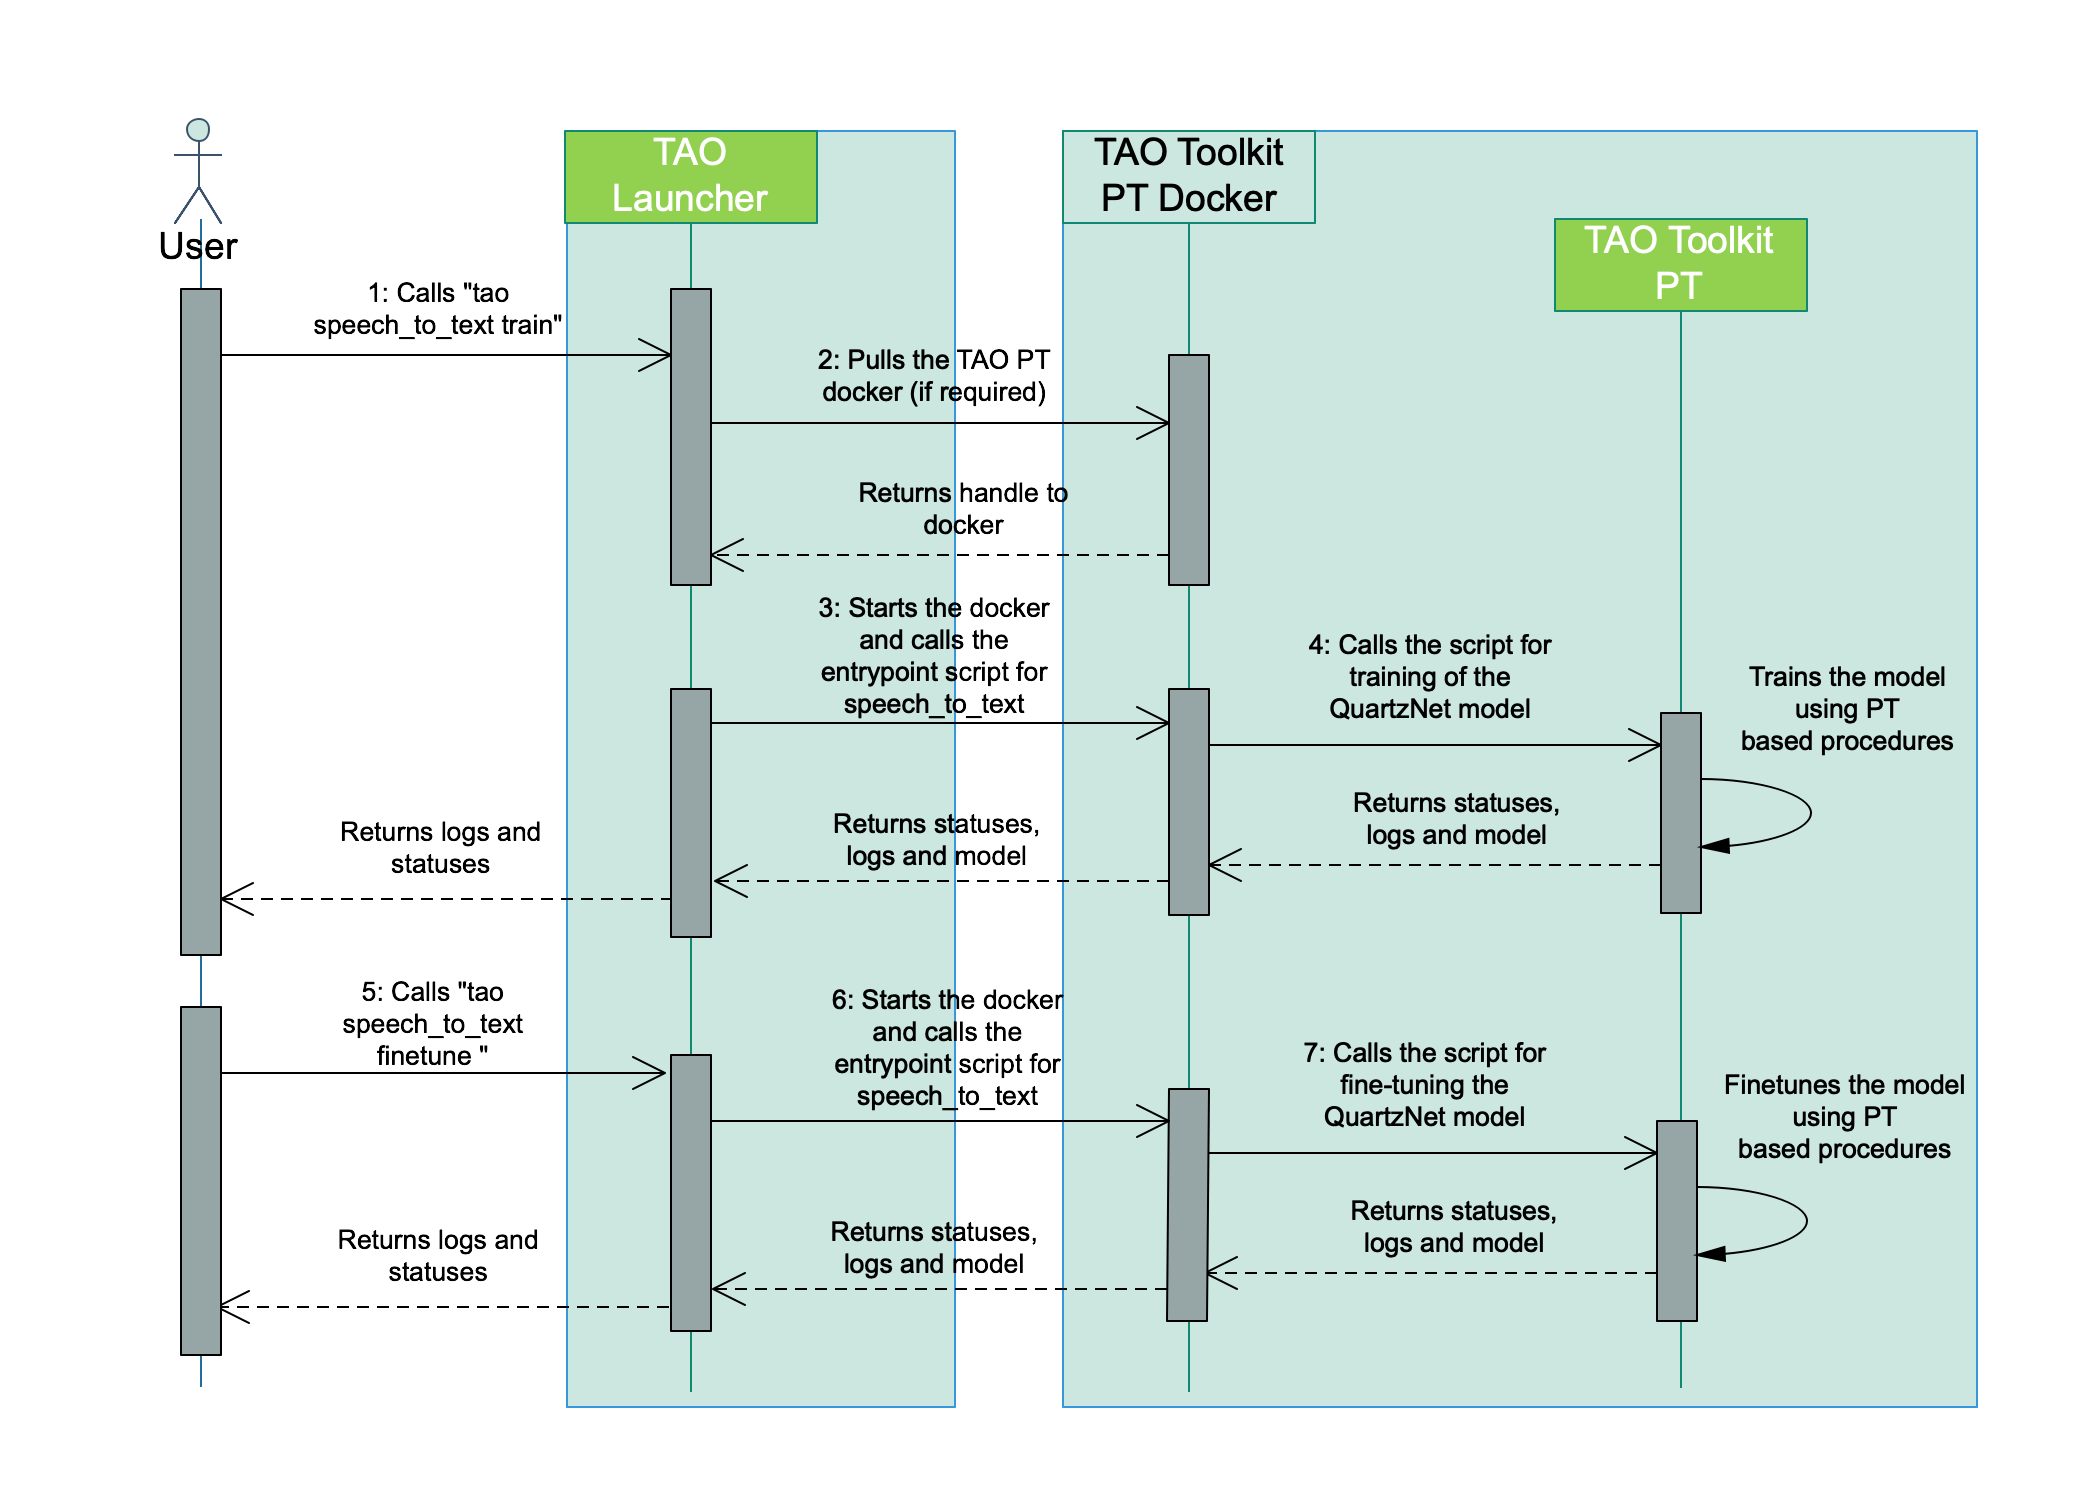 TAO
Launcher
TAO Toolkit
PT Docker
TAO Toolkit
PT
User
1: Calls "tao
speech_to_text train"
2: Pulls the TAO PT
docker (if required)
Returns handle to
docker
3: Starts the docker
and calls the
entrypoint script for
speech_to_text
4: Calls the script for
training of the
QuartzNet model
Trains the model
using PT
based procedures
Returns statuses,
logs and model
Returns statuses,
logs and model
Returns logs and
statuses
5: Calls "tao
speech_to_text
finetune "
6: Starts the docker
and calls the
entrypoint script for
speech_to_text
7: Calls the script for
fine-tuning the
QuartzNet model
Finetunes the model
using PT
based procedures
Returns statuses,
logs and model
Returns statuses,
logs and model
Returns logs and
statuses